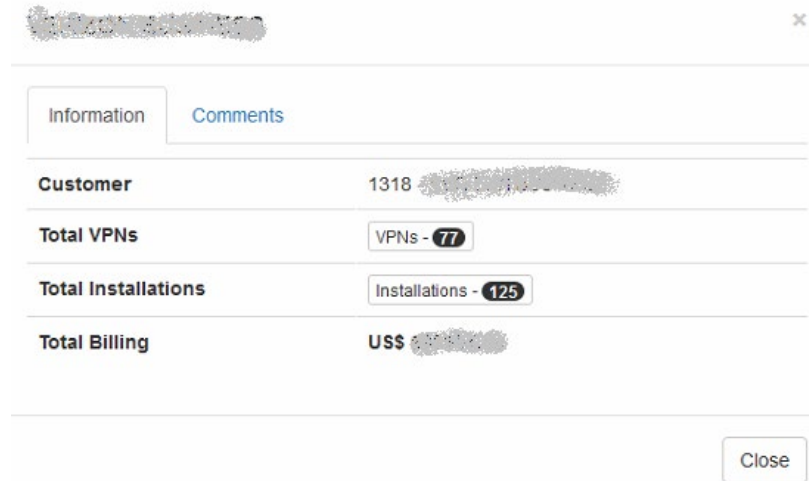 ×
Information Comments
Customer 1318
Total VPNs VPNs - 77
Total Installations Installations - 125
Total Billing US$
Close